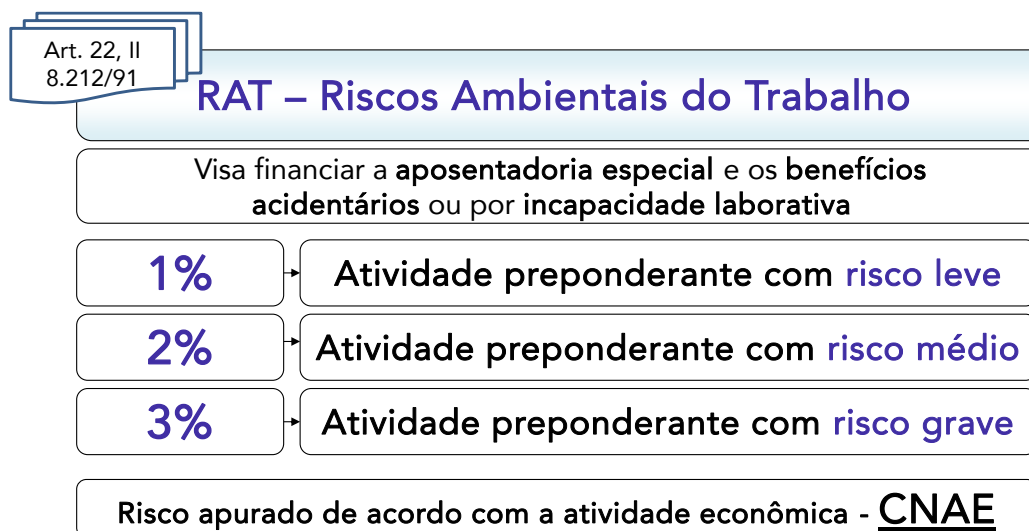 Art. 22, II
8.212/91
RAT – Riscos Ambientais do Trabalho
Visa financiar a aposentadoria especial e os benefícios
acidentários ou por incapacidade laborativa
1%
Atividade preponderante com risco leve
2%
Atividade preponderante com risco médio
3%
Atividade preponderante com risco grave
Risco apurado de acordo com a atividade econômica - CNAE